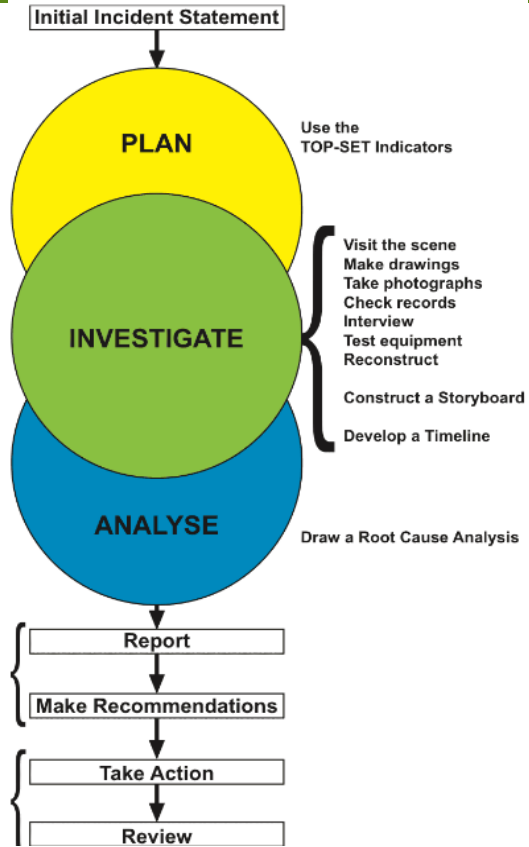 Initial Incident Statement
PLAN
Use the
TOP-SET Indicators
INVESTIGATE
Visit the scene
Make drawings
Take photographs
Check records
Interview
Test equipment
Reconstruct
Construct a Storyboard
Develop a Timeline
ANALYSE
Draw a Root Cause Analysis
Report
Make Recommendations
Take Action
Review